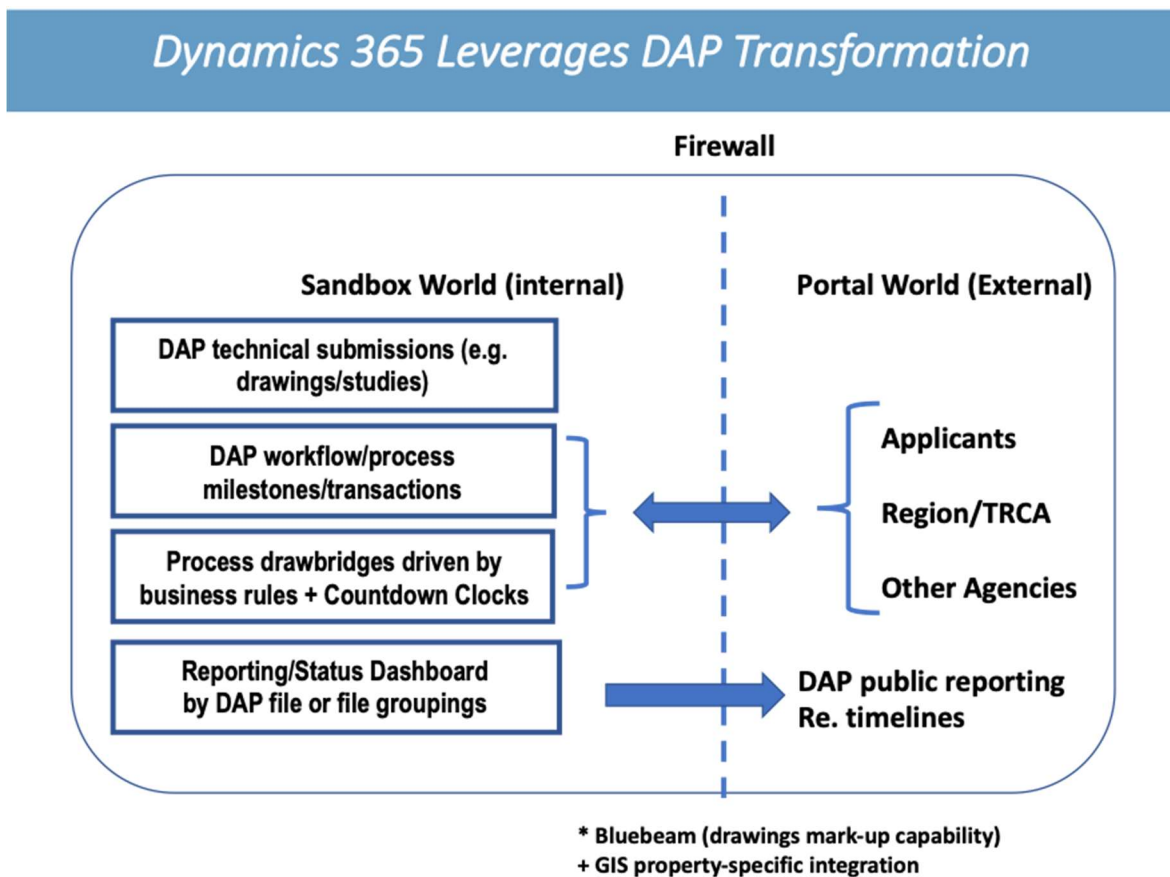 Dynamics 365 Leverages DAP Transformation
Firewall
Sandbox World (internal)
DAP technical submissions (e.g.
drawings/studies)
DAP workflow/process
milestones/transactions
Process drawbridges driven by
business rules + Countdown Clocks
Reporting/Status Dashboard
by DAP file or file groupings
Portal World (External)
Applicants
Region/TRCA
Other Agencies
DAP public reporting
Re. timelines
* Bluebeam (drawings mark-up capability)
+ GIS property-specific integration